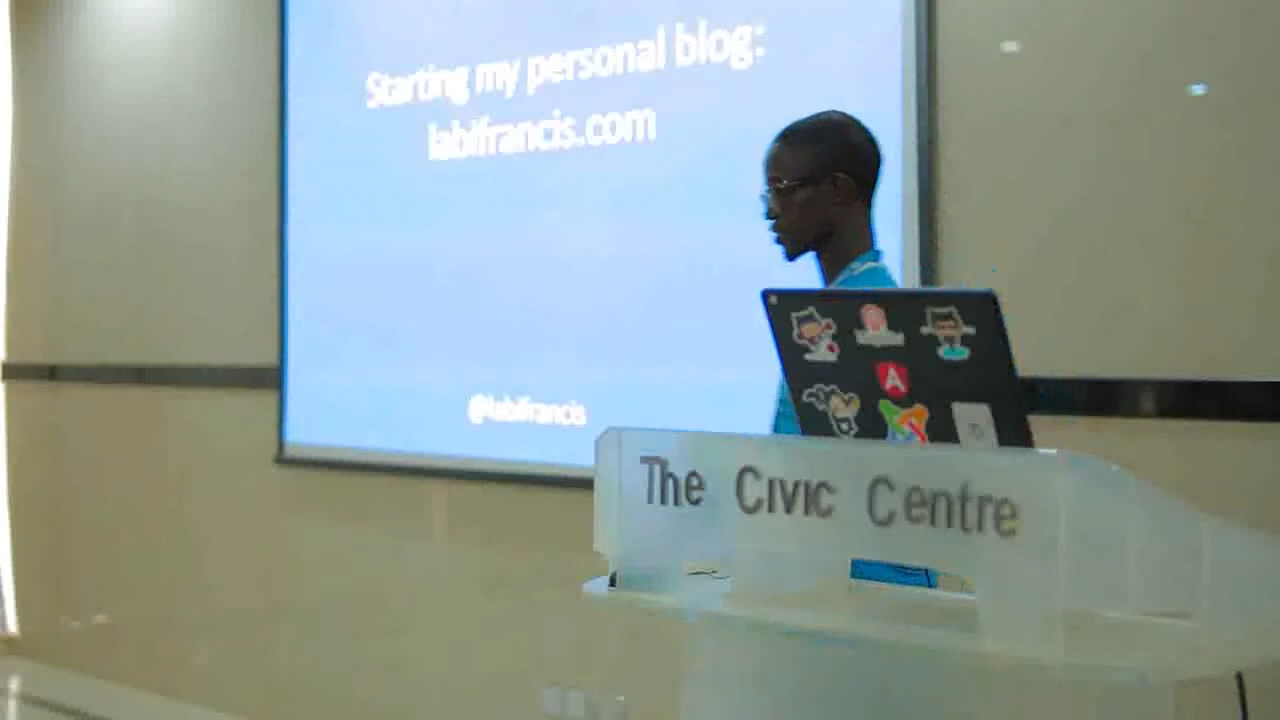 Starting my personal blog:
labifrancis.com
@labifrancis
A
The Civic Centre